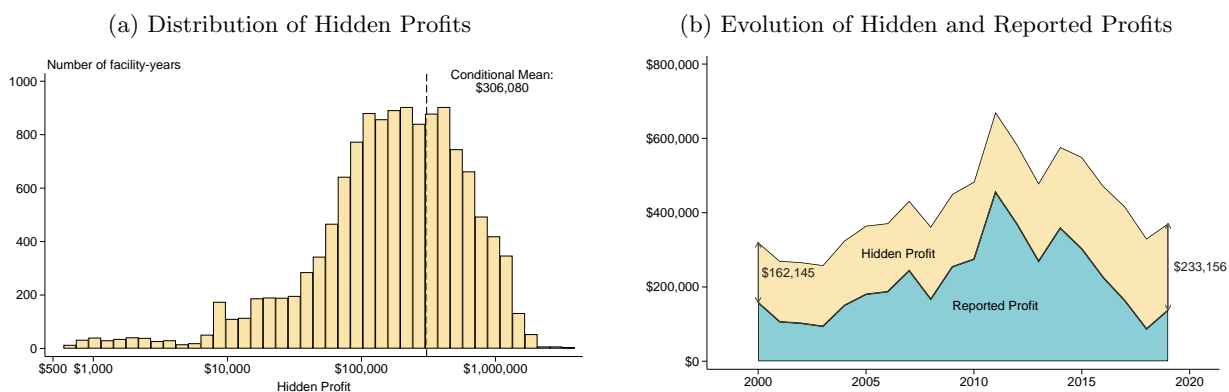 (a) Distribution of Hidden Profits
Number of facility-years
Conditional Mean:
$306,080
1000
800
600
400
200
0
$500 $1,000 $10,000 $100,000 $1,000,000
Hidden Profit
(b) Evolution of Hidden and Reported Profits
$800,000
$600,000
$400,000
$200,000
$0
Hidden Profit
$162,145
$233,156
Reported Profit
2000 2005 2010 2015 2020